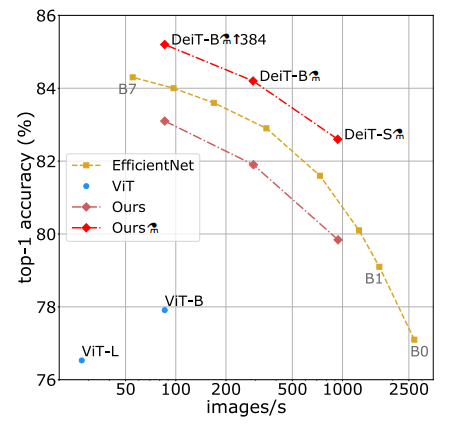 86
84
82
80
78
76
top-1 accuracy (%)
DeiT-B⚗↑384
DeiT-B⚗
B7
DeiT-S⚗
EfficientNet
ViT
Ours
Ours⚗
B1
ViT-B
ViT-L
B0
50 100 200 500 1000 2500
images/s